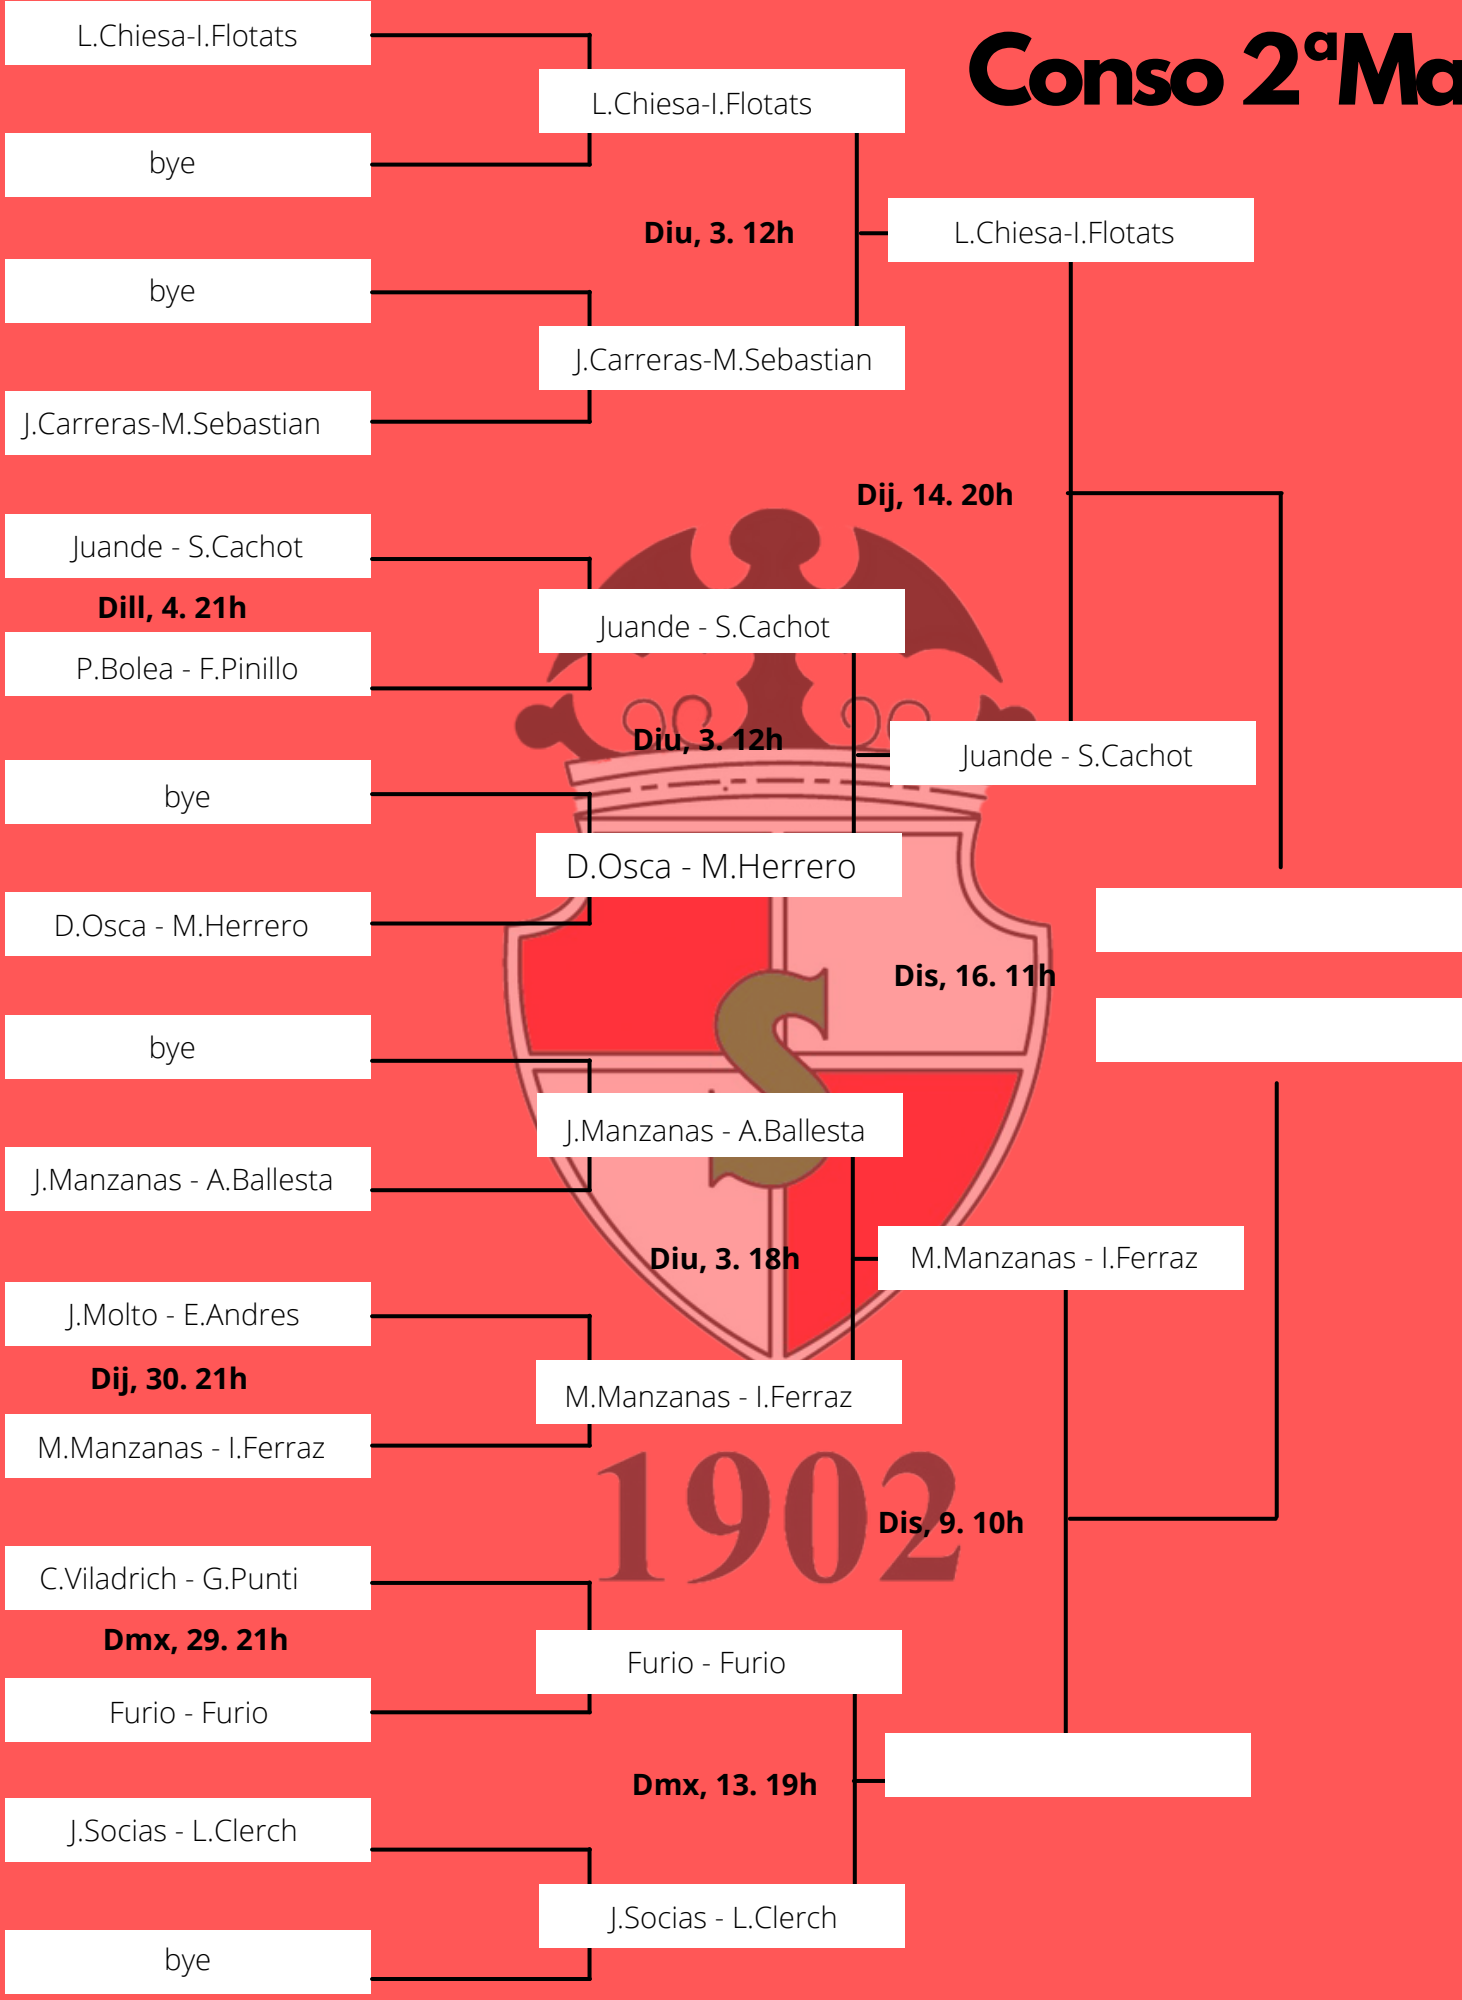 Conso 2ªMa
L.Chiesa-I.Flotats
L.Chiesa-I.Flotats
bye
Diu, 3. 12h
L.Chiesa-I.Flotats
bye
J.Carreras-M.Sebastian
J.Carreras-M.Sebastian
Dij, 14. 20h
Juande - S.Cachot
Dill, 4. 21h
Juande - S.Cachot
P.Bolea - F.Pinillo
Diu, 3. 12h
Juande - S.Cachot
bye
D.Osca - M.Herrero
D.Osca - M.Herrero
Dis, 16. 11h
S
bye
J.Manzanas - A.Ballesta
J.Manzanas - A.Ballesta
Diu, 3. 18h
M.Manzanas - I.Ferraz
J.Molto - E.Andres
Dij, 30. 21h
M.Manzanas - I.Ferraz
M.Manzanas - I.Ferraz
1902
Dis, 9. 10h
C.Viladrich - G.Punti
Dmx, 29. 21h
Furio - Furio
Furio - Furio
Dmx, 13. 19h
J.Socias - L.Clerch
J.Socias - L.Clerch
bye